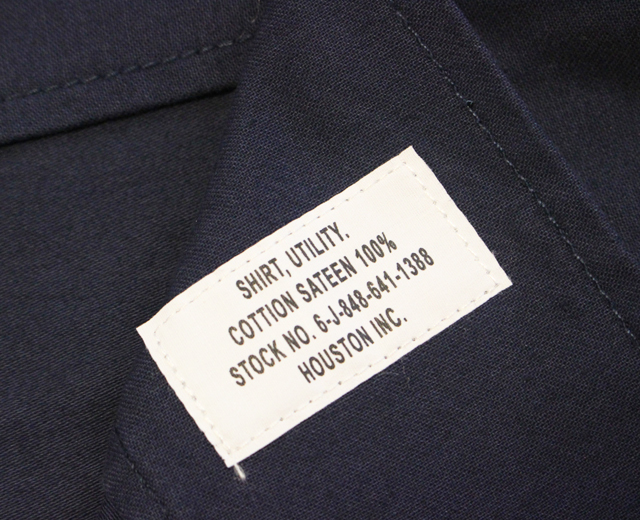 SHIRT, UTILITY.
COTTION SATEEN 100%
STOCK NO. 6-J-848-641-1388
HOUSTON INC.